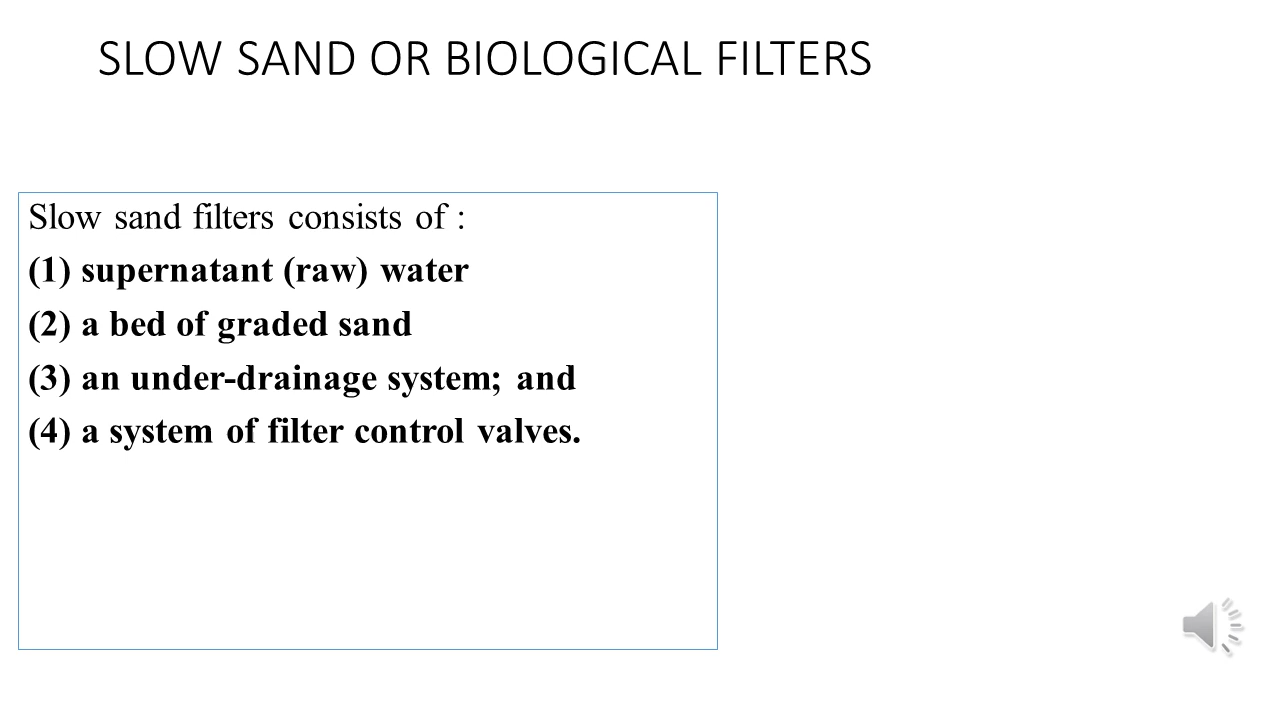 SLOW SAND OR BIOLOGICAL FILTERS
Slow sand filters consists of :
(1) supernatant (raw) water
(2) a bed of graded sand
(3) an under-drainage system; and
(4) a system of filter control valves.